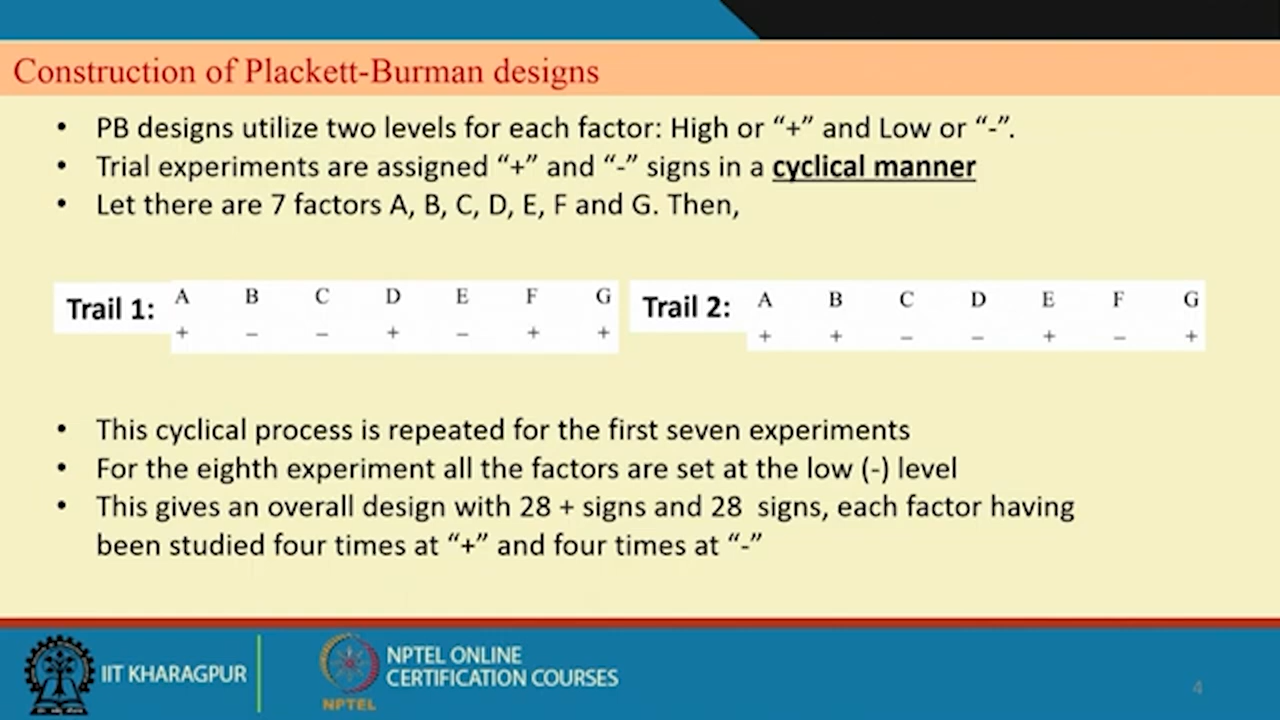 Construction of Plackett-Burman designs
• PB designs utilize two levels for each factor: High or “+” and Low or “-”.
• Trial experiments are assigned “+” and “-” signs in a cyclical manner
• Let there are 7 factors A, B, C, D, E, F and G. Then,
Trail 1: A B C D E F G
+ – – + – + +
Trail 2: A B C D E F G
+ + – – + – +
• This cyclical process is repeated for the first seven experiments
• For the eighth experiment all the factors are set at the low (-) level
• This gives an overall design with 28 + signs and 28 signs, each factor having
been studied four times at “+” and four times at “-”
IIT KHARAGPUR
NPTEL
NPTEL ONLINE
CERTIFICATION COURSES
4